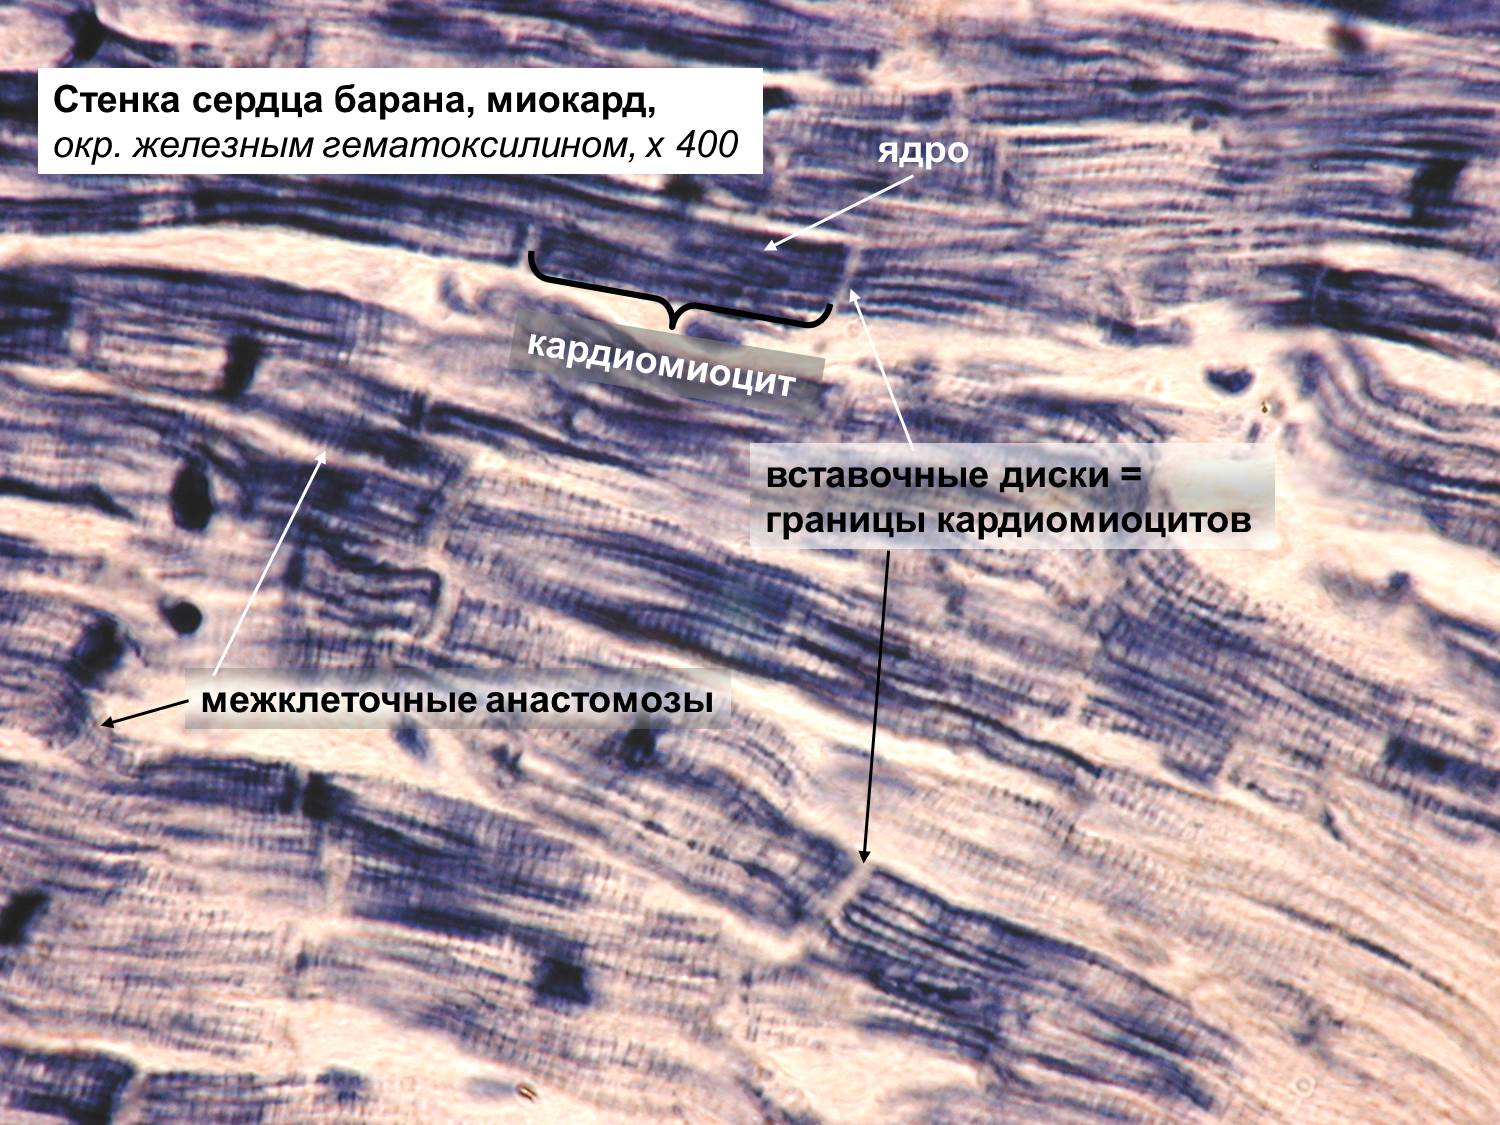 Стенка сердца барана, миокард,
окр. железным гематоксилином, х 400
ядро
кардиомиоцит
вставочные диски =
границы кардиомиоцитов
межклеточные анастомозы